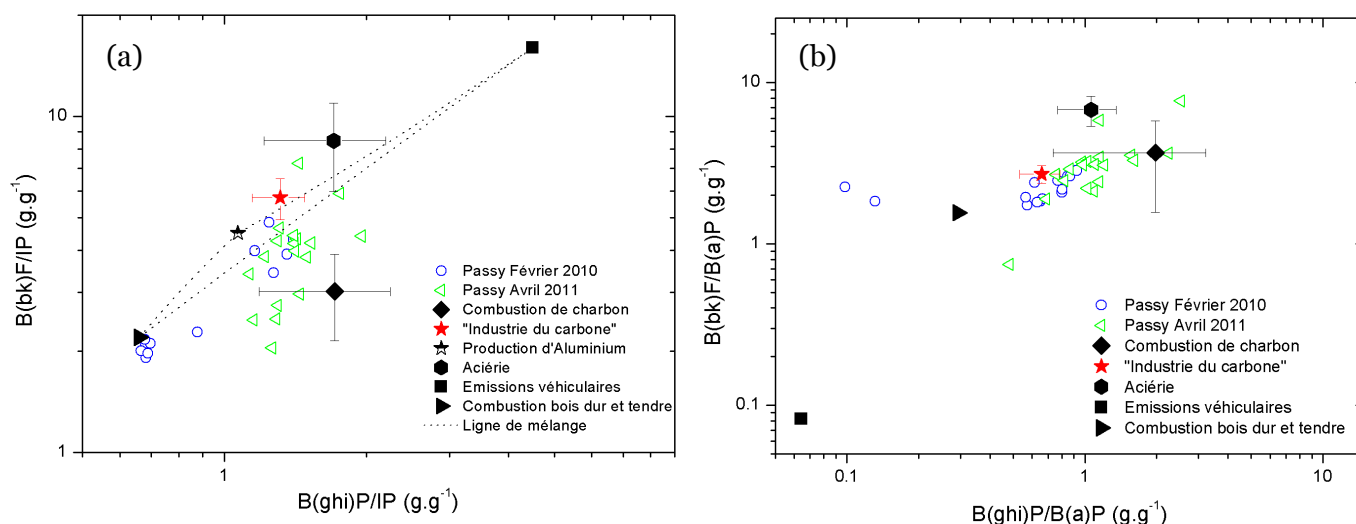 (a)
10
1
B(bk)F/IP (g.g⁻¹)
Passy Février 2010
Passy Avril 2011
Combustion de charbon
"Industrie du carbone"
Production d'Aluminium
Aciérie
Emissions véhiculaires
Combustion bois dur et tendre
Ligne de mélange
1
B(ghi)P/IP (g.g⁻¹)
(b)
10
1
0.1
B(bk)F/B(a)P (g.g⁻¹)
Passy Février 2010
Passy Avril 2011
Combustion de charbon
"Industrie du carbone"
Aciérie
Emissions véhiculaires
Combustion bois dur et tendre
0.1 1 10
B(ghi)P/B(a)P (g.g⁻¹)